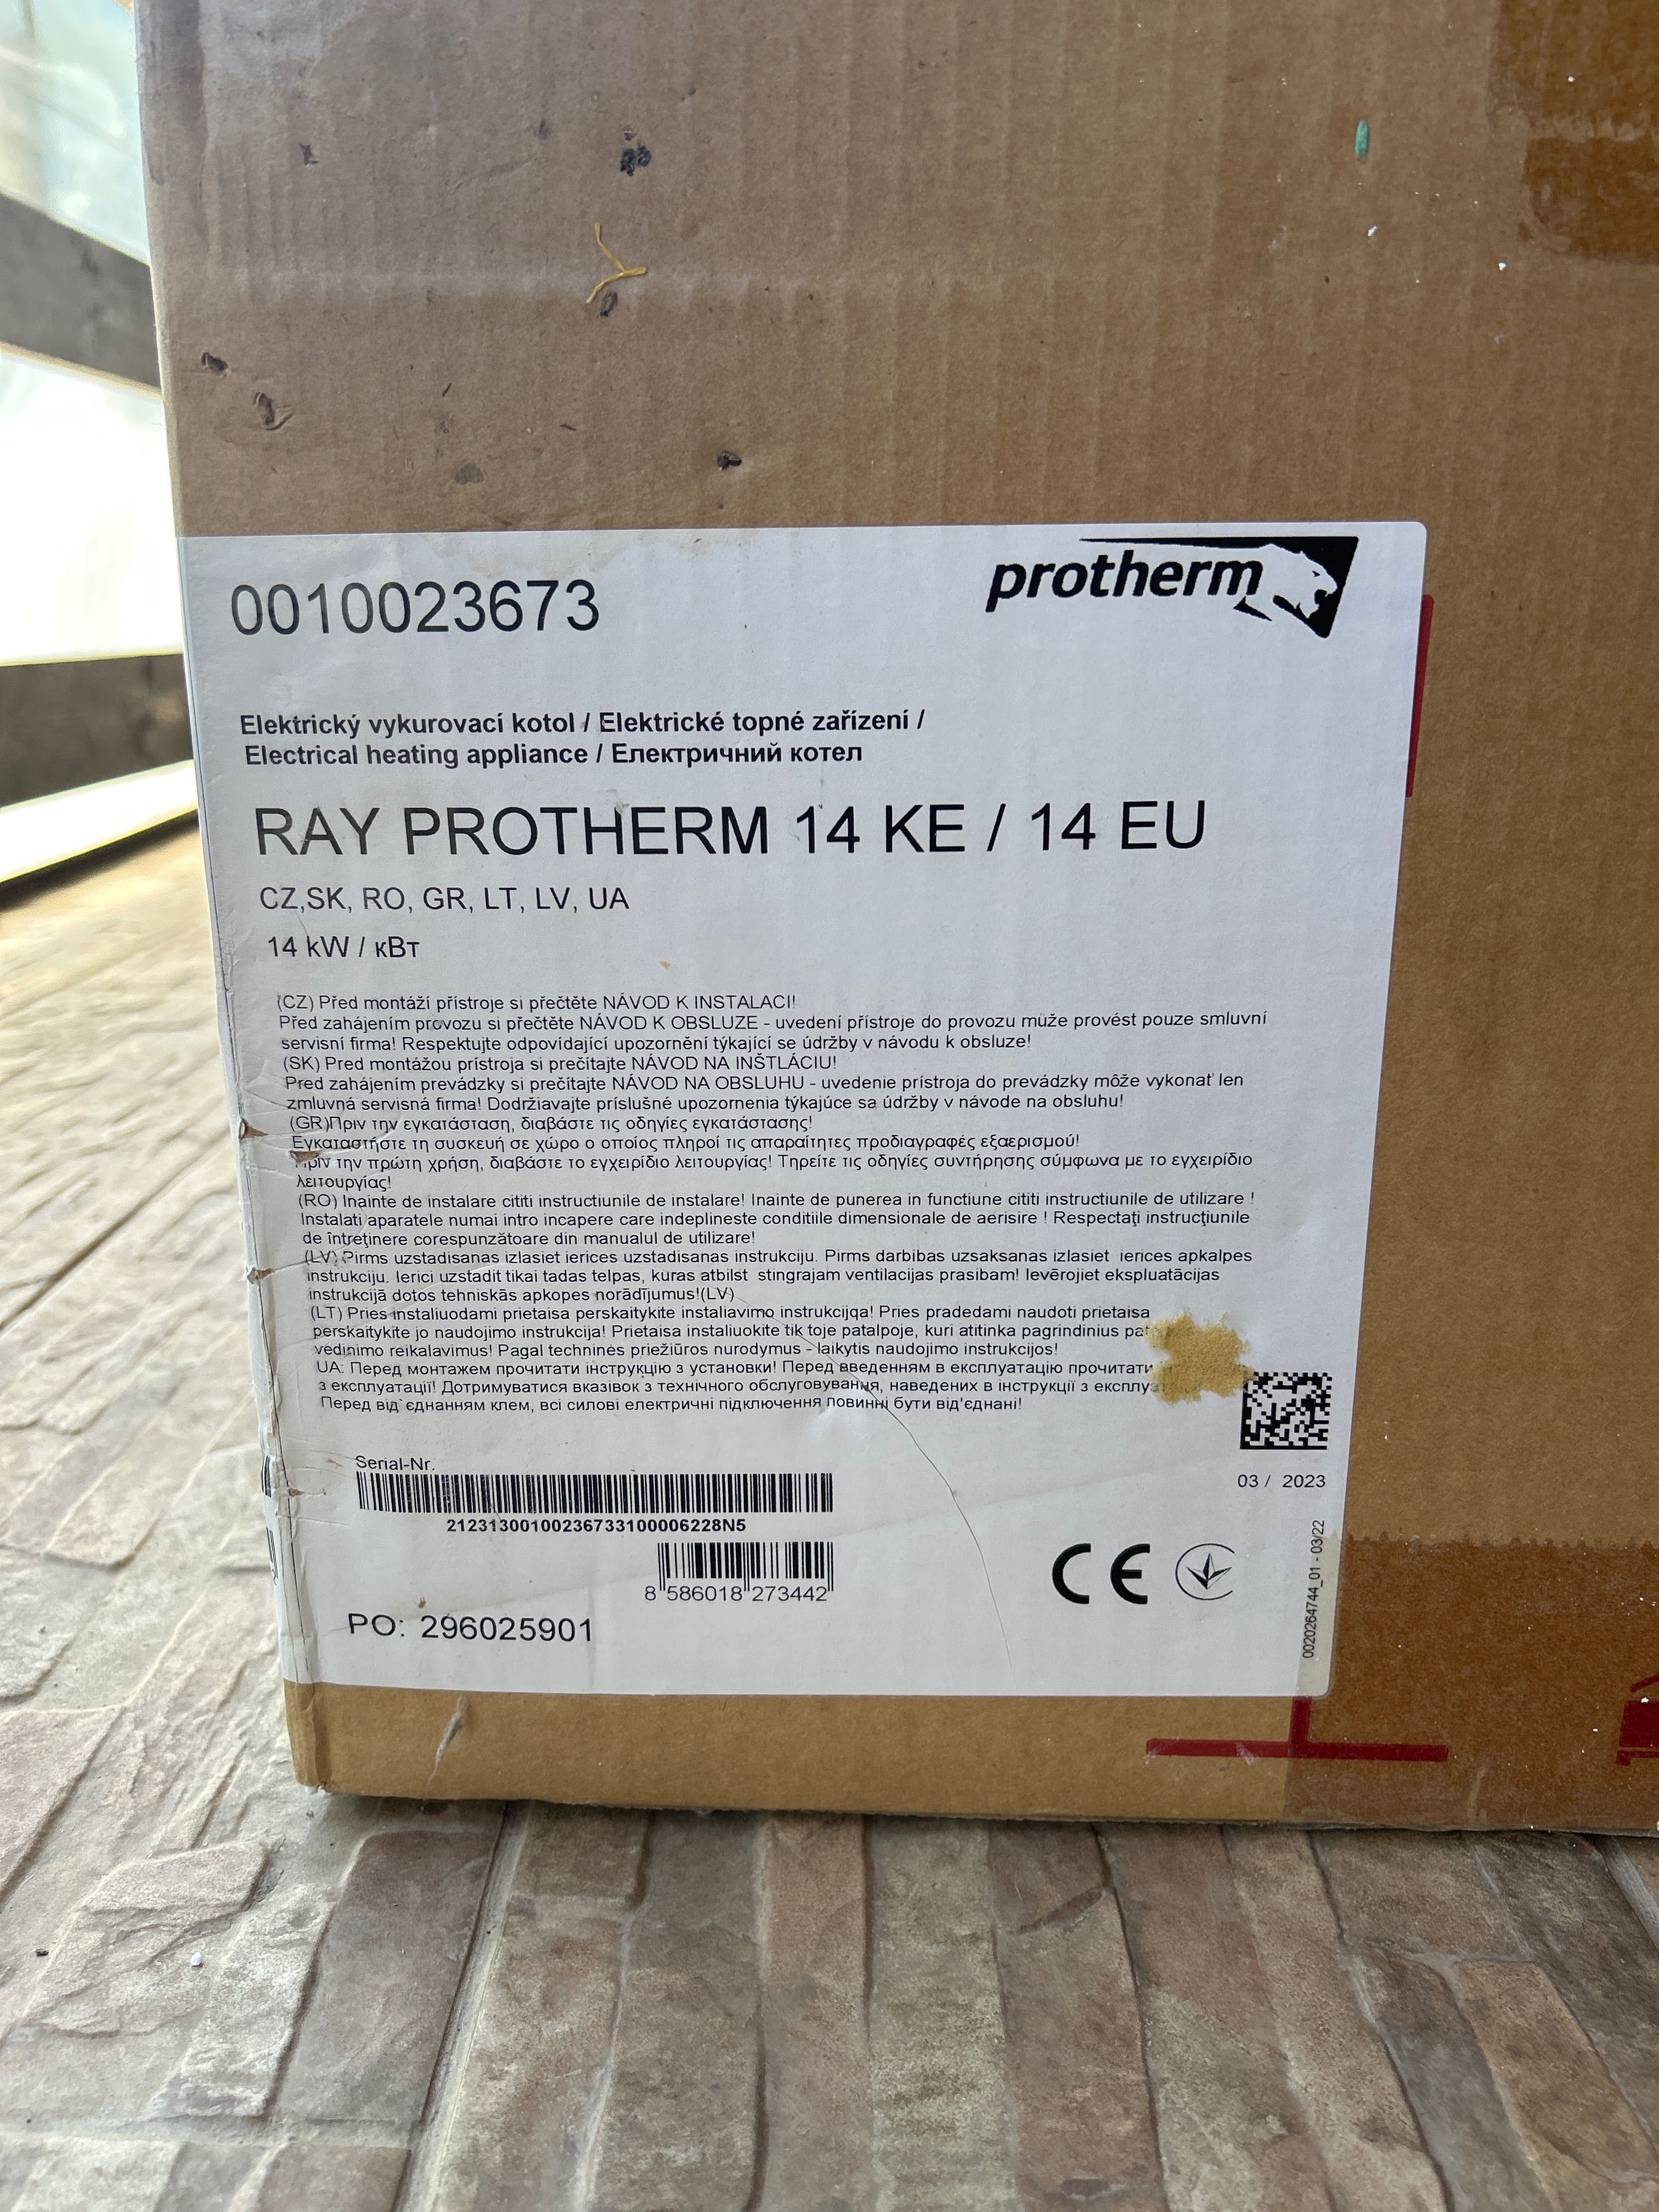 0010023673
protherm
Elektrický vykurovací kotol / Elektrické topné zařízení /
Electrical heating appliance / Електричний котел
RAY PROTHERM 14 KE / 14 EU
CZ,SK, RO, GR, LT, LV, UA
14 kW / кВт
(CZ) Před montáží přístroje si přečtěte NÁVOD K INSTALACI!
Před zahájením provozu si přečtěte NÁVOD K OBSLUZE - uvedení přístroje do provozu muže provést pouze smluvní
servisní firma! Respektujte odpovídající upozornění týkající se údržby v návodu k obsluze!
(SK) Pred montážou prístroja si prečítajte NÁVOD NA INŠTLÁCIU!
Pred zahájením prevádzky si prečítajte NÁVOD NA OBSLUHU - uvedenie prístroja do prevádzky môže vykonať len
zmluvná servisná firma! Dodržiavajte príslušné upozornenia týkajúce sa údržby v návode na obsluhu!
(GR)Πριν την εγκατάσταση, διαβάστε τις οδηγίες εγκατάστασης!
Εγκαταστήστε τη συσκευή σε χώρο ο οποίος πληροί τις απαραίτητες προδιαγραφές εξαερισμού!
Πριν την πρώτη χρήση, διαβάστε το εγχειρίδιο λειτουργίας! Τηρείτε τις οδηγίες συντήρησης σύμφωνα με το εγχειρίδιο
λειτουργίας!
(RO) Inainte de instalare cititi instructiunile de instalare! Inainte de punerea in functiune cititi instructiunile de utilizare !
Instalati aparatele numai intro incapere care indeplineste conditiile dimensionale de aerisire ! Respectaţi instrucţiunile
de întreţinere corespunzătoare din manualul de utilizare!
(LV) Pirms uzstadisanas izlasiet ierices uzstadisanas instrukciju. Pirms darbibas uzsaksanas izlasiet ierices apkalpes
instrukciju. Ierici uzstadit tikai tadas telpas, kuras atbilst stingrajam ventilacijas prasibam! Ievērojiet ekspluatācijas
instrukcijā dotos tehniskās apkopes norādījumus!(LV)
(LT) Pries instaliuodami prietaisa perskaitykite instaliavimo instrukcijqa! Pries pradedami naudoti prietaisa
perskaitykite jo naudojimo instrukcija! Prietaisa instaliuokite tik toje patalpoje, kuri atitinka pagrindinius
vedinimo reikalavimus! Pagal techninės priežiūros nurodymus - laikytis naudojimo instrukcijos!
UA: Перед монтажем прочитати інструкцію з установки! Перед введенням в експлуатацію прочитати
з експлуатації! Дотримуватися вказівок з технічного обслуговування, наведених в інструкції з
Перед від`єднанням клем, всі силові електричні підключення повинні бути від'єднані!
Serial-Nr.
21231300100236733100006228N5
8 586018 273442
PO: 296025901
03 / 2023
CE
0020264744_01 - 03/22